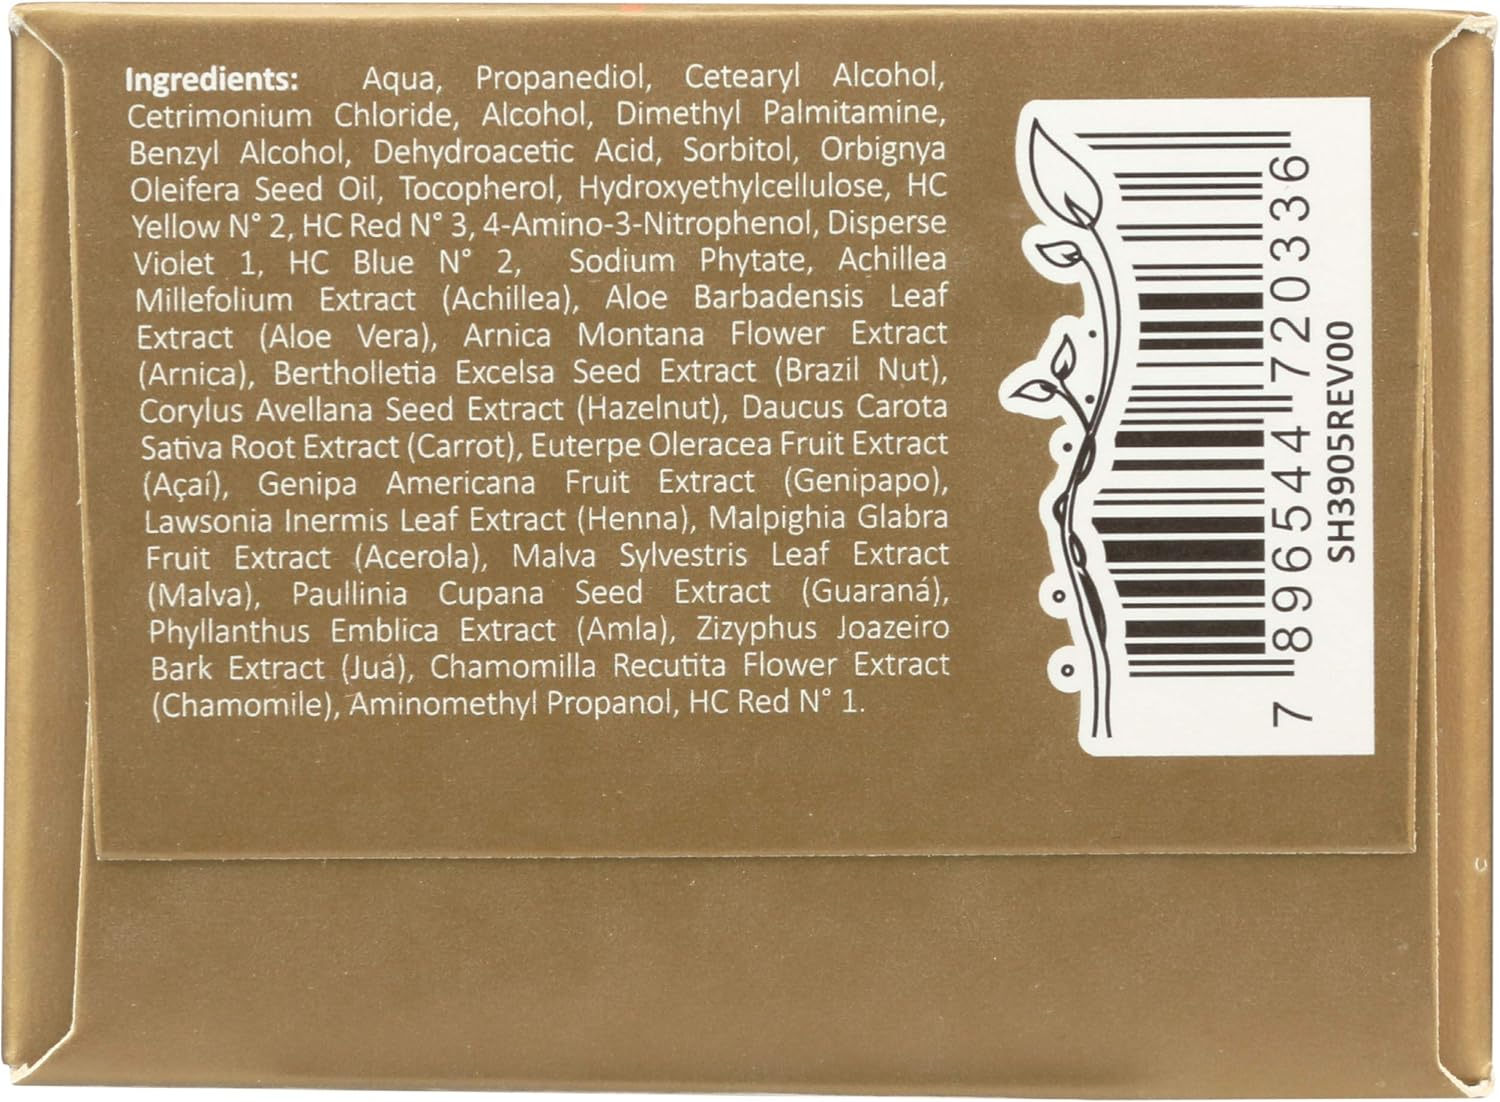 Ingredients: Aqua, Propanediol, Cetearyl Alcohol,
Cetrimonium Chloride, Alcohol, Dimethyl Palmitamine,
Benzyl Alcohol, Dehydroacetic Acid, Sorbitol, Orbignya
Oleifera Seed Oil, Tocopherol, Hydroxyethylcellulose, HC
Yellow N° 2, HC Red N° 3, 4-Amino-3-Nitrophenol, Disperse
Violet 1, HC Blue N° 2, Sodium Phytate, Achillea
Millefolium Extract (Achillea), Aloe Barbadensis Leaf
Extract (Aloe Vera), Arnica Montana Flower Extract
(Arnica), Bertholletia Excelsa Seed Extract (Brazil Nut),
Corylus Avellana Seed Extract (Hazelnut), Daucus Carota
Sativa Root Extract (Carrot), Euterpe Oleracea Fruit Extract
(Açaí), Genipa Americana Fruit Extract (Genipapo),
Lawsonia Inermis Leaf Extract (Henna), Malpighia Glabra
Fruit Extract (Acerola), Malva Sylvestris Leaf Extract
(Malva), Paullinia Cupana Seed Extract (Guaraná),
Phyllanthus Emblica Extract (Amla), Zizyphus Joazeiro
Bark Extract (Juá), Chamomilla Recutita Flower Extract
(Chamomile), Aminomethyl Propanol, HC Red N° 1.
7 896544 720336
SH3905REV00